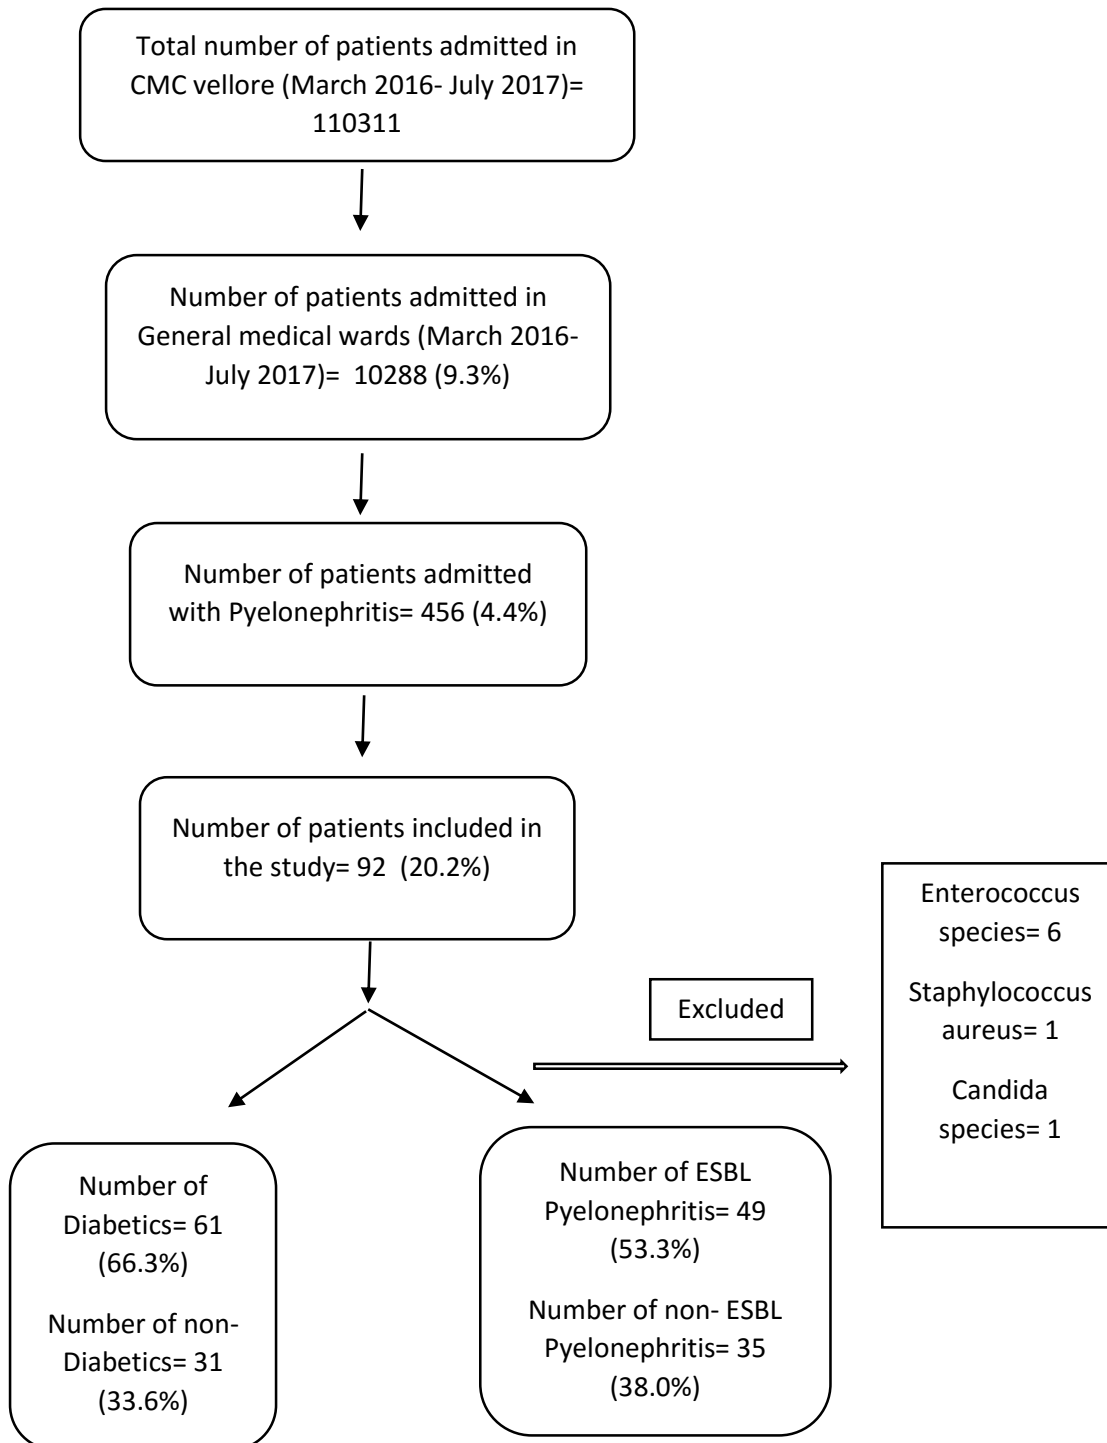 Total number of patients admitted in
CMC vellore (March 2016- July 2017)=
110311
Number of patients admitted in
General medical wards (March 2016-
July 2017)=  10288 (9.3%)
Number of patients admitted
with Pyelonephritis= 456 (4.4%)
Number of patients included in
the study= 92  (20.2%)
Excluded
Enterococcus
species= 6
Staphylococcus
aureus= 1
Candida
species= 1
Number of
Diabetics= 61
(66.3%)
Number of non-
Diabetics= 31
(33.6%)
Number of ESBL
Pyelonephritis= 49
(53.3%)
Number of non- ESBL
Pyelonephritis= 35
(38.0%)